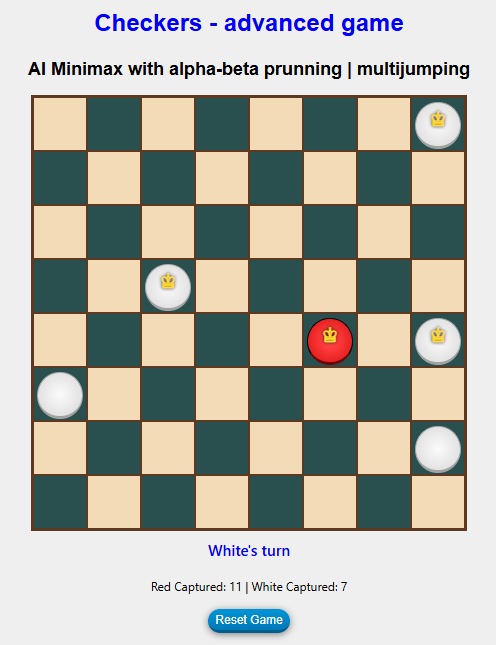 Checkers - advanced game
AI Minimax with alpha-beta prunning | multijumping
White's turn
Red Captured: 11 | White Captured: 7
Reset Game